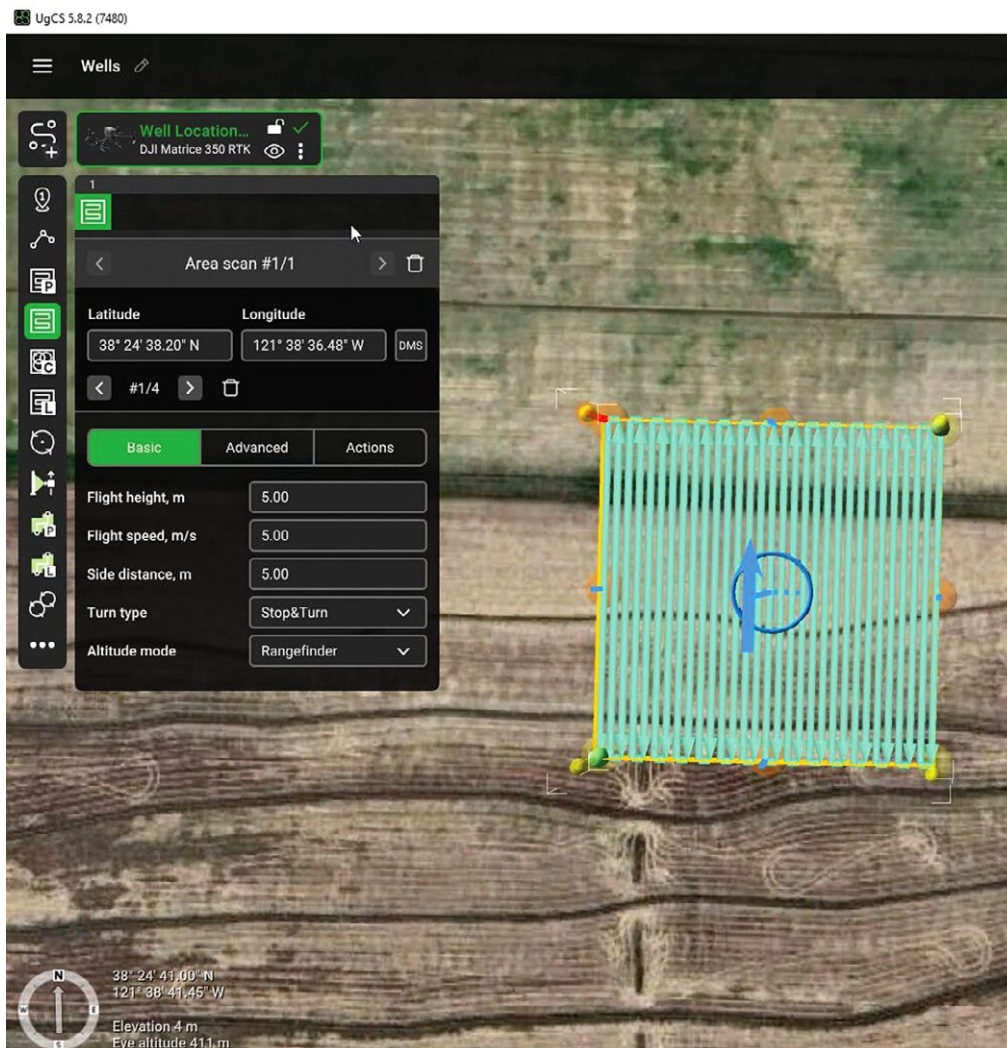 UgCS 5.8.2 (7480)
Wells
Well Location...
DJI Matrice 350 RTK
1
Area scan #1/1
Latitude
Longitude
38° 24' 38.20" N
121° 38' 36.48" W
DMS
#1/4
Basic
Advanced
Actions
Flight height, m
5.00
Flight speed, m/s
5.00
Side distance, m
5.00
Turn type
Stop&Turn
Altitude mode
Rangefinder
1
P
C
L
P
L
N
W
E
S
38° 24' 41.00" N
121° 38' 41.45" W
Elevation 4 m
Eye altitude 411 m